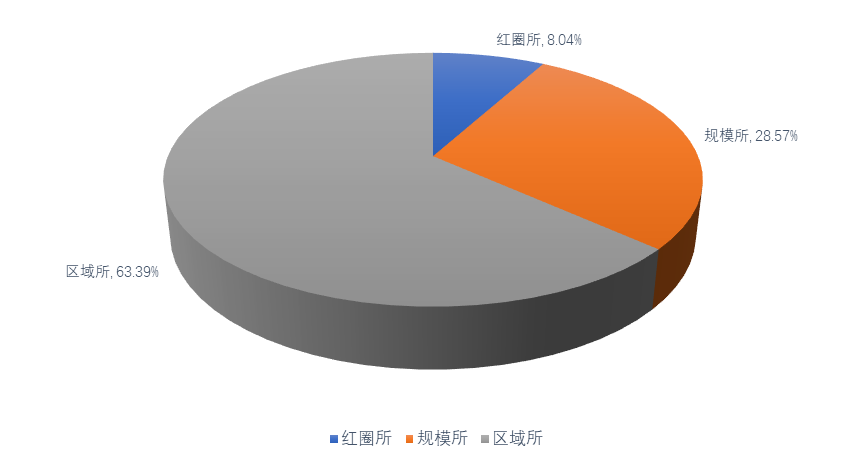 红圈所, 8.04%
规模所, 28.57%
区域所, 63.39%
红圈所 规模所 区域所